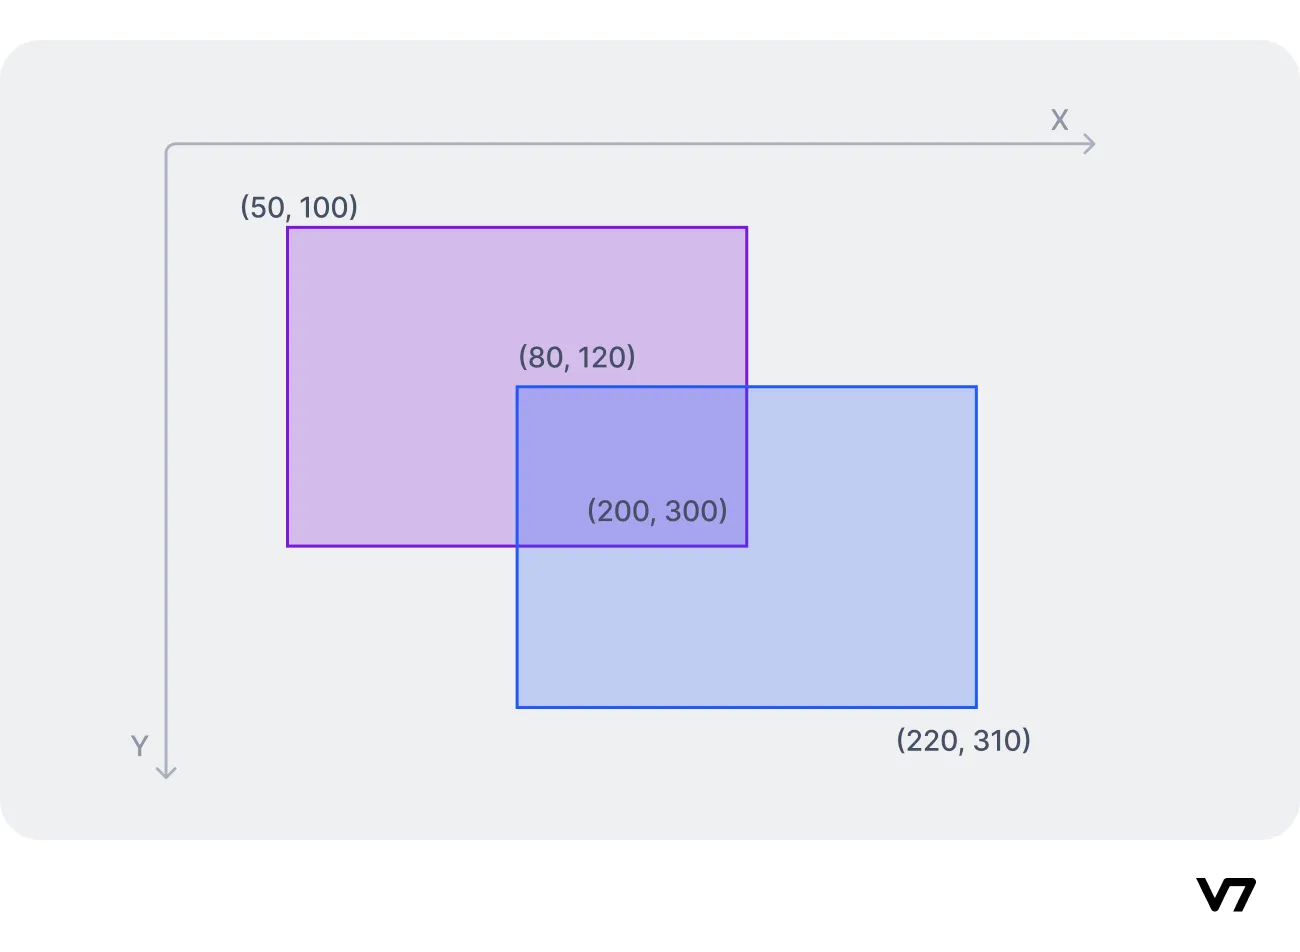 X
(50, 100)
(80, 120)
(200, 300)
(220, 310)
Y
V7